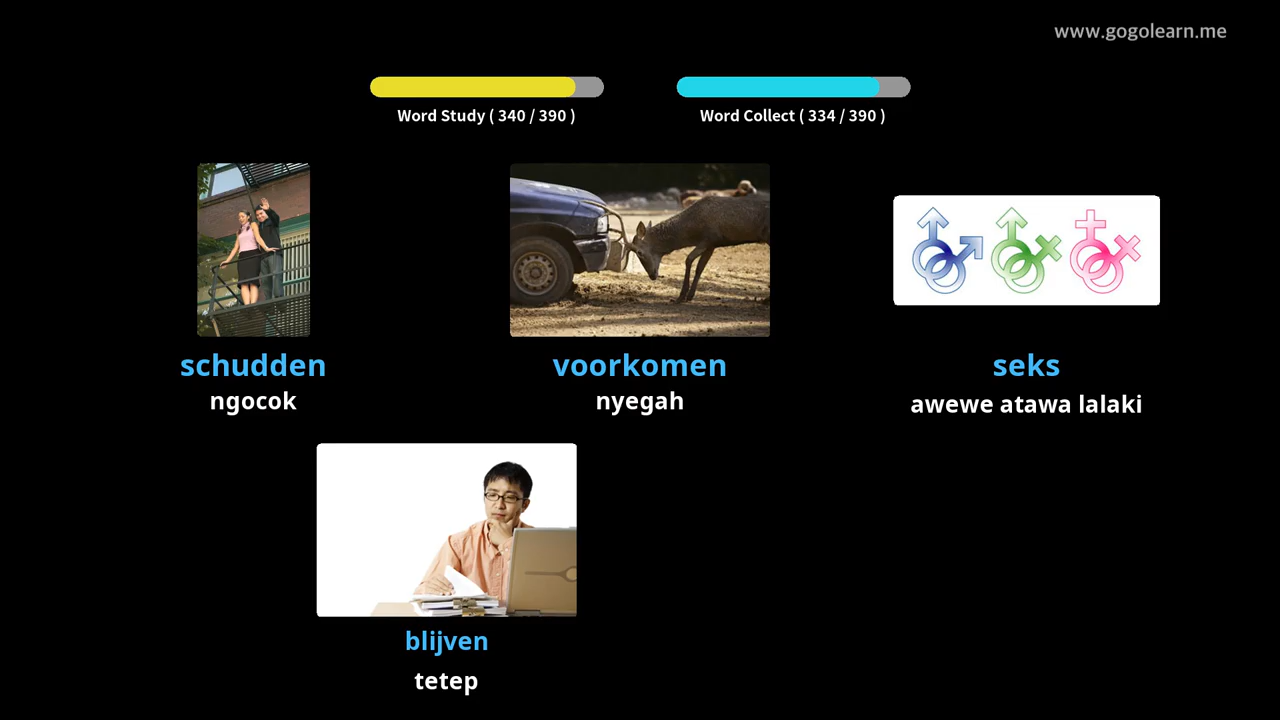 www.gogolearn.me
Word Study ( 340 / 390 )
Word Collect ( 334 / 390 )
schudden
ngocok
voorkomen
nyegah
seks
awewe atawa lalaki
blijven
tetep